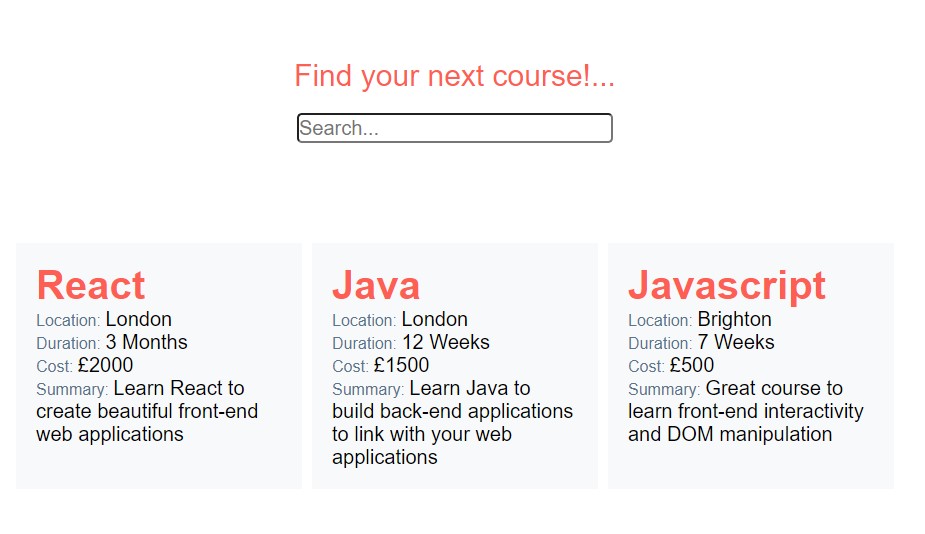 Find your next course!...
Search...
React
Location: London
Duration: 3 Months
Cost: £2000
Summary: Learn React to
create beautiful front-end
web applications
Java
Location: London
Duration: 12 Weeks
Cost: £1500
Summary: Learn Java to
build back-end applications
to link with your web
applications
Javascript
Location: Brighton
Duration: 7 Weeks
Cost: £500
Summary: Great course to
learn front-end interactivity
and DOM manipulation